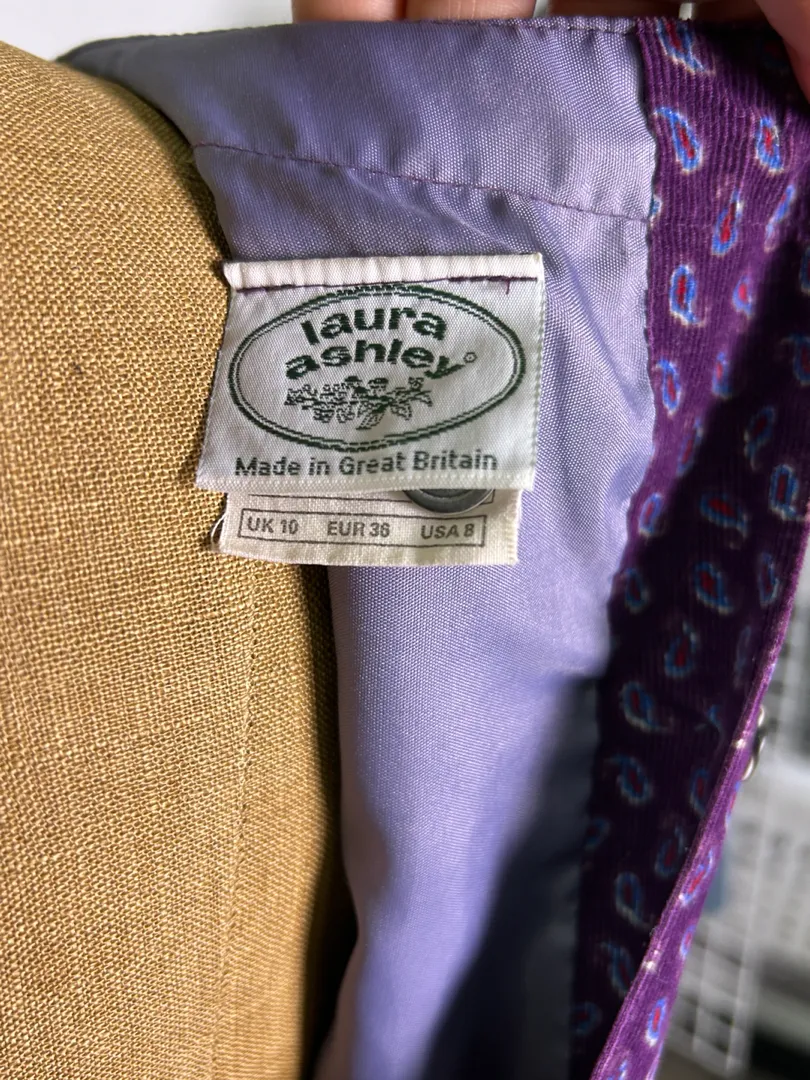 laura
ashley®
Made in Great Britain
UK 10 EUR 36 USA 8